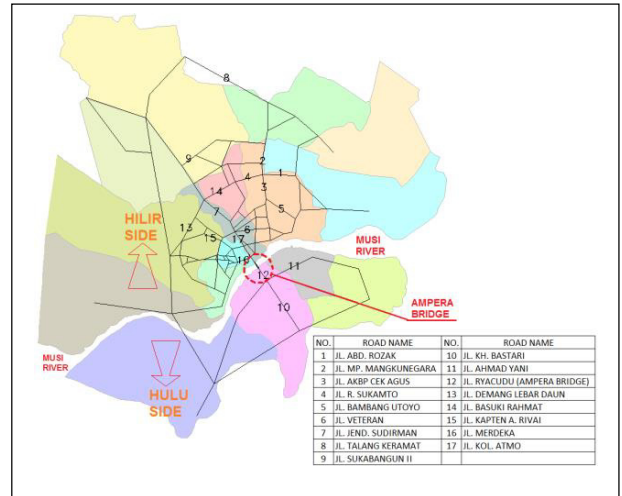 8
9
2
1
4
3
14
7
5
6
13
15
17
16
12
11
10
HILIR
SIDE
MUSI
RIVER
AMPERA
BRIDGE
MUSI
RIVER
HULU
SIDE
NO. ROAD NAME NO. ROAD NAME
1 JL. ABD. ROZAK 10 JL. KH. BASTARI
2 JL. MP. MANGKUNEGARA 11 JL. AHMAD YANI
3 JL. AKBP CEK AGUS 12 JL. RYACUDU (AMPERA BRIDGE)
4 JL. R. SUKAMTO 13 JL. DEMANG LEBAR DAUN
5 JL. BAMBANG UTOYO 14 JL. BASUKI RAHMAT
6 JL. VETERAN 15 JL. KAPTEN A. RIVAI
7 JL. JEND. SUDIRMAN 16 JL. MERDEKA
8 JL. TALANG KERAMAT 17 JL. KOL. ATMO
9 JL. SUKABANGUN II